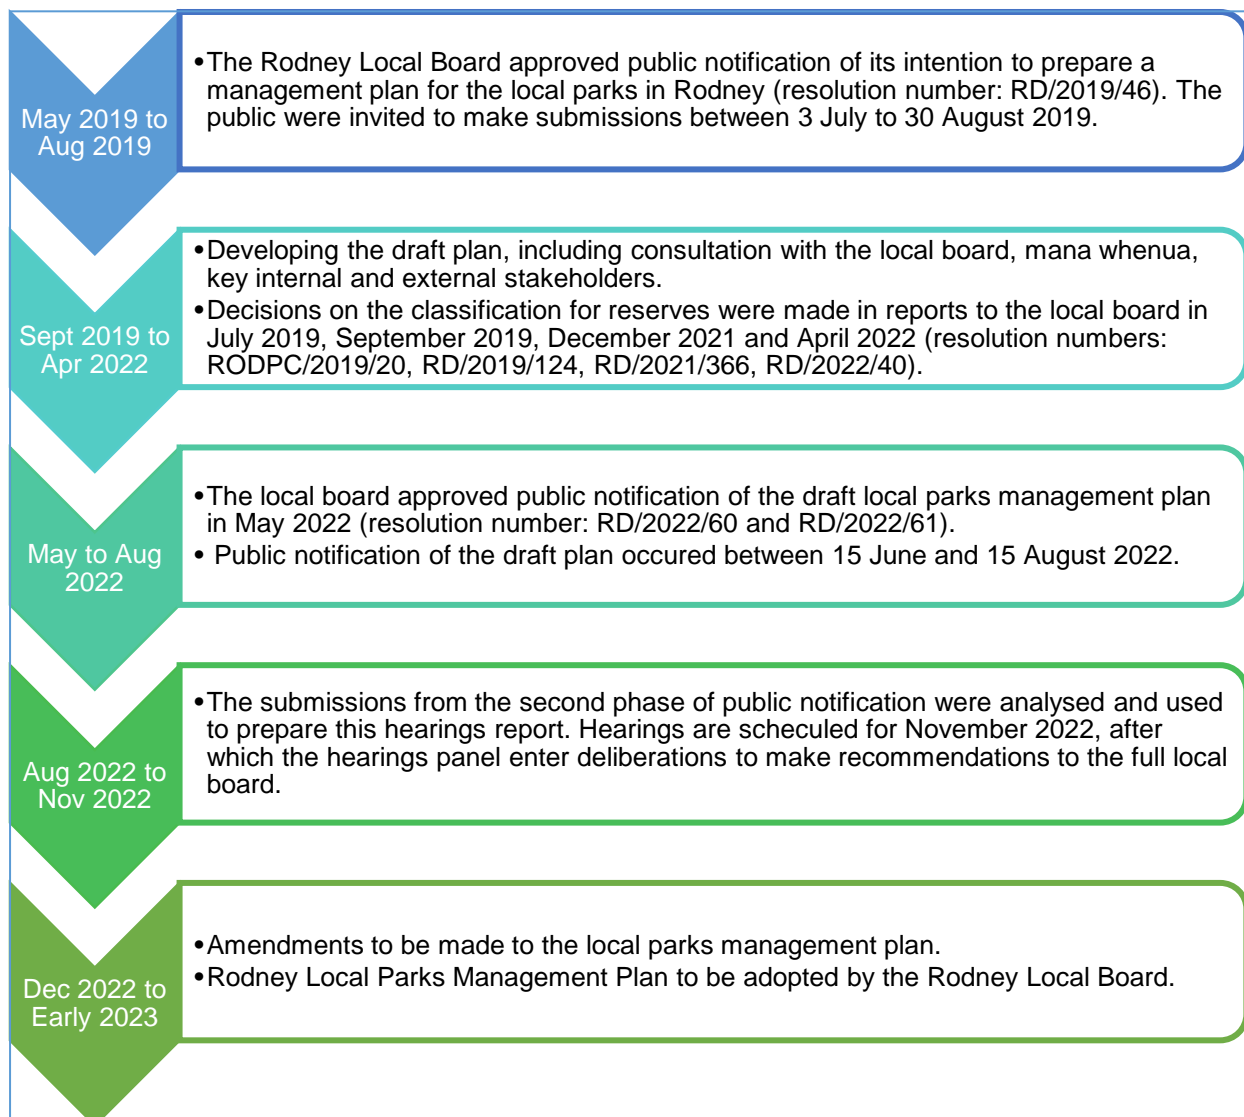 May 2019 to
Aug 2019
•The Rodney Local Board approved public notification of its intention to prepare a
management plan for the local parks in Rodney (resolution number: RD/2019/46). The
public were invited to make submissions between 3 July to 30 August 2019.
Sept 2019 to
Apr 2022
•Developing the draft plan, including consultation with the local board, mana whenua,
key internal and external stakeholders.
•Decisions on the classification for reserves were made in reports to the local board in
July 2019, September 2019, December 2021 and April 2022 (resolution numbers:
RODPC/2019/20, RD/2019/124, RD/2021/366, RD/2022/40).
May to Aug
2022
•The local board approved public notification of the draft local parks management plan
in May 2022 (resolution number: RD/2022/60 and RD/2022/61).
• Public notification of the draft plan occured between 15 June and 15 August 2022.
Aug 2022 to
Nov 2022
•The submissions from the second phase of public notification were analysed and used
to prepare this hearings report. Hearings are scheculed for November 2022, after
which the hearings panel enter deliberations to make recommendations to the full local
board.
Dec 2022 to
Early 2023
•Amendments to be made to the local parks management plan.
•Rodney Local Parks Management Plan to be adopted by the Rodney Local Board.